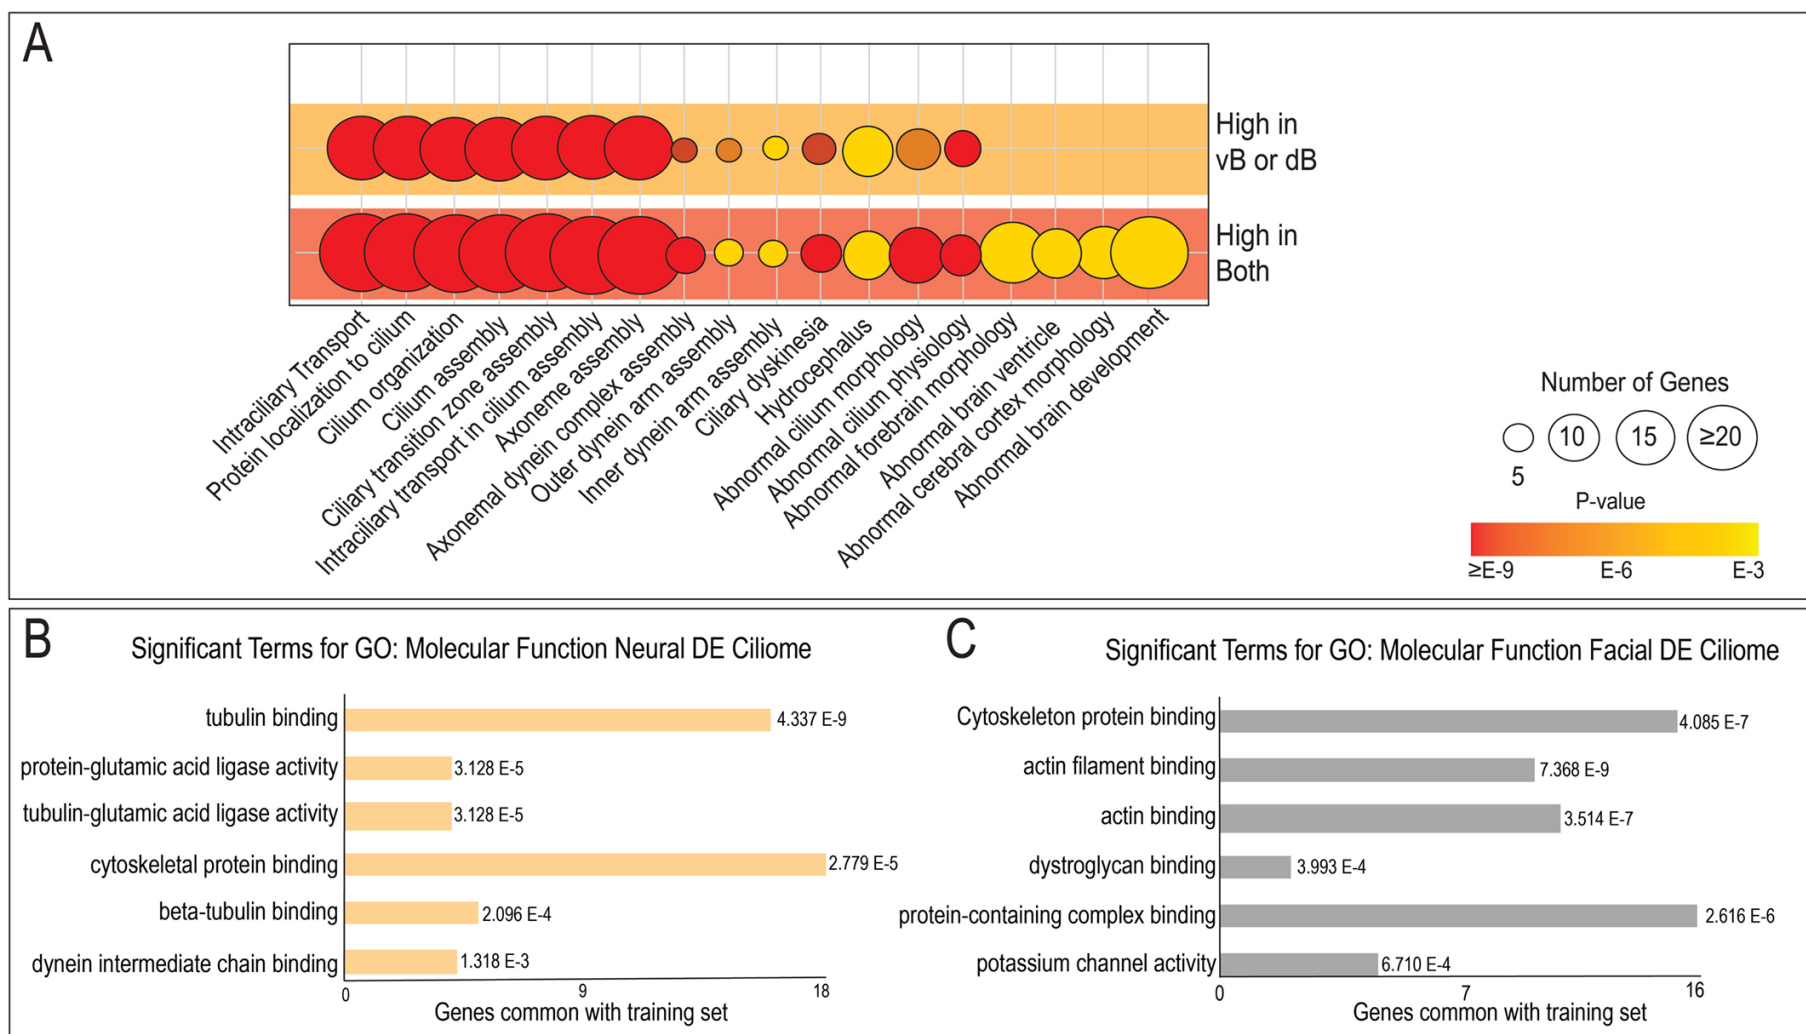 A
High in
vB or dB
High in
Both
Intraciliary Transport
Protein localization to cilium
Cilium organization
Cilium assembly
Ciliary transition zone assembly
Intraciliary transport in cilium assembly
Axoneme assembly
Axonemal dynein complex assembly
Outer dynein arm assembly
Inner dynein arm assembly
Ciliary dyskinesia
Hydrocephalus
Abnormal cilium morphology
Abnormal cilium physiology
Abnormal forebrain morphology
Abnormal brain ventricle
Abnormal cerebral cortex morphology
Abnormal brain development
Number of Genes
10 15 ≥20
5
P-value
≥E-9 E-6 E-3
B
Significant Terms for GO: Molecular Function Neural DE Ciliome
tubulin binding 4.337 E-9
protein-glutamic acid ligase activity 3.128 E-5
tubulin-glutamic acid ligase activity 3.128 E-5
cytoskeletal protein binding 2.779 E-5
beta-tubulin binding 2.096 E-4
dynein intermediate chain binding 1.318 E-3
0 9 18
Genes common with training set
C
Significant Terms for GO: Molecular Function Facial DE Ciliome
Cytoskeleton protein binding 4.085 E-7
actin filament binding 7.368 E-9
actin binding 3.514 E-7
dystroglycan binding 3.993 E-4
protein-containing complex binding 2.616 E-6
potassium channel activity 6.710 E-4
0 7 16
Genes common with training set